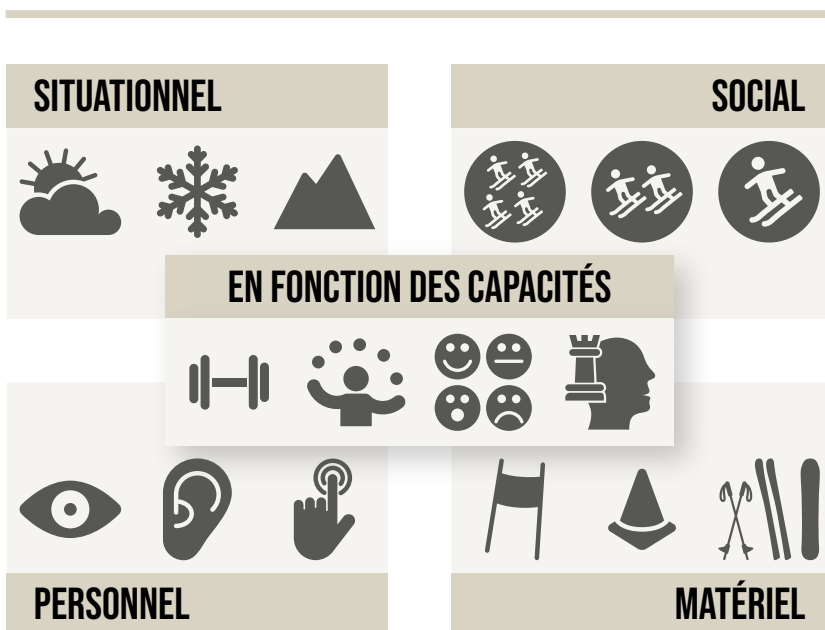 SITUATIONNEL
SOCIAL
EN FONCTION DES CAPACITÉS
PERSONNEL
MATÉRIEL